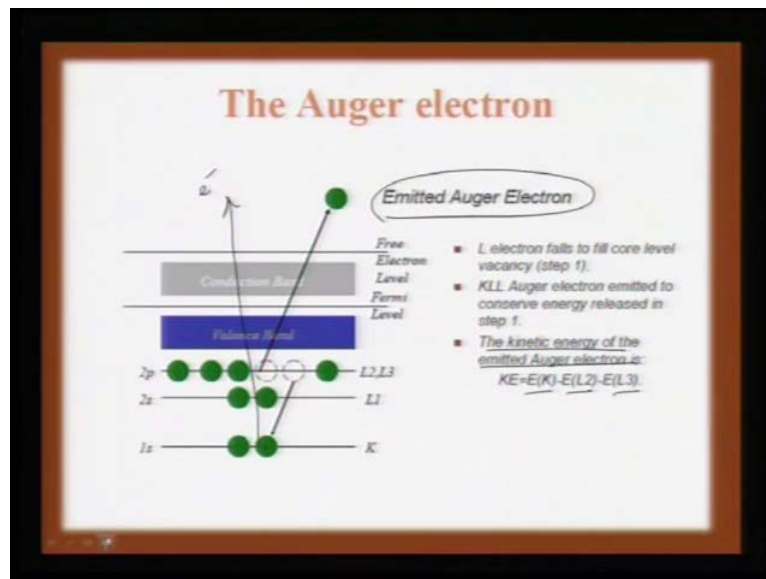 The Auger electron
e⁻
Emitted Auger Electron
Free
Electron
Level
Conduction Band
Fermi
Level
Valence Band
2p
L2,L3
2s
L1
1s
K
L electron falls to fill core level
vacancy (step 1).
KLL Auger electron emitted to
conserve energy released in
step 1.
The kinetic energy of the
emitted Auger electron is:
KE=E(K)-E(L2)-E(L3).